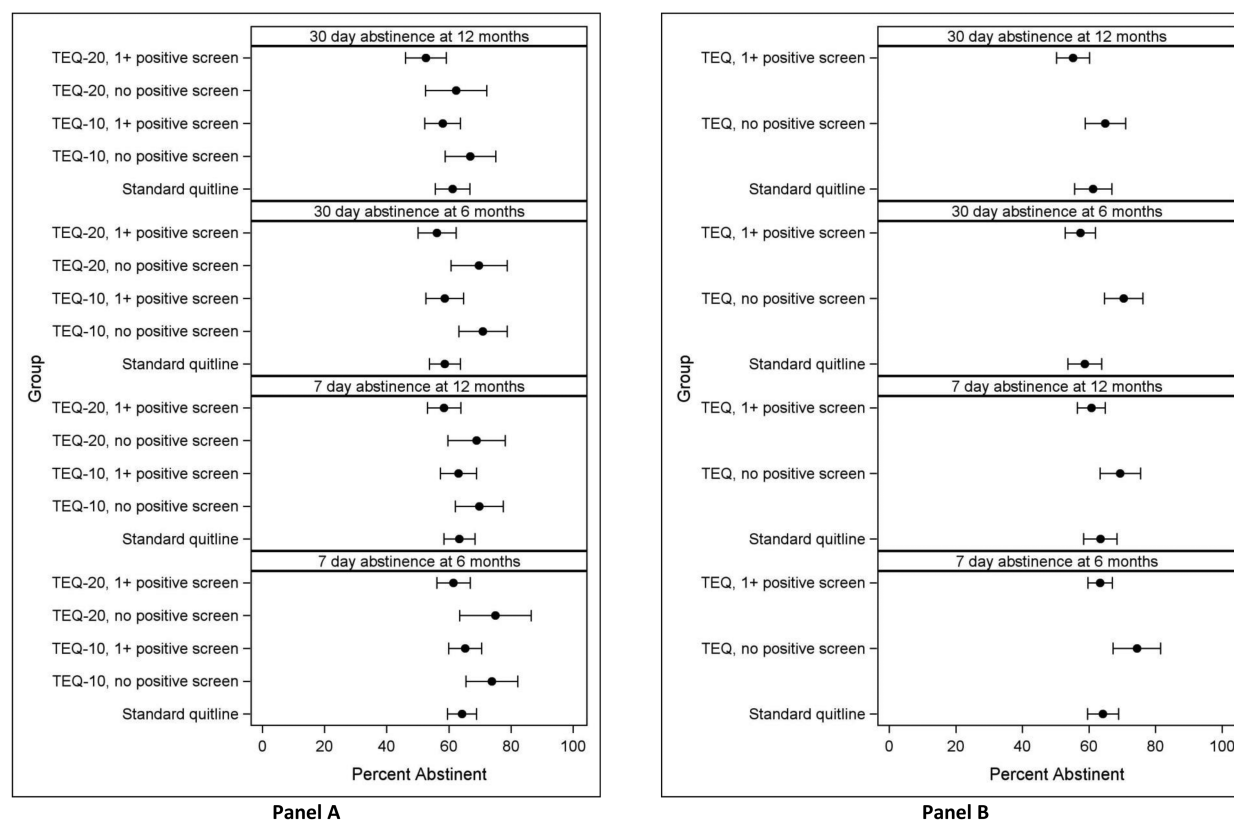 30 day abstinence at 12 months
TEQ-20, 1+ positive screen
TEQ-20, no positive screen
TEQ-10, 1+ positive screen
TEQ-10, no positive screen
Standard quitline
30 day abstinence at 6 months
TEQ-20, 1+ positive screen
TEQ-20, no positive screen
TEQ-10, 1+ positive screen
TEQ-10, no positive screen
Standard quitline
7 day abstinence at 12 months
TEQ-20, 1+ positive screen
TEQ-20, no positive screen
TEQ-10, 1+ positive screen
TEQ-10, no positive screen
Standard quitline
7 day abstinence at 6 months
TEQ-20, 1+ positive screen
TEQ-20, no positive screen
TEQ-10, 1+ positive screen
TEQ-10, no positive screen
Standard quitline
Group
0 20 40 60 80 100
Percent Abstinent
Panel A
30 day abstinence at 12 months
TEQ, 1+ positive screen
TEQ, no positive screen
Standard quitline
30 day abstinence at 6 months
TEQ, 1+ positive screen
TEQ, no positive screen
Standard quitline
7 day abstinence at 12 months
TEQ, 1+ positive screen
TEQ, no positive screen
Standard quitline
7 day abstinence at 6 months
TEQ, 1+ positive screen
TEQ, no positive screen
Standard quitline
Group
0 20 40 60 80 100
Percent Abstinent
Panel B